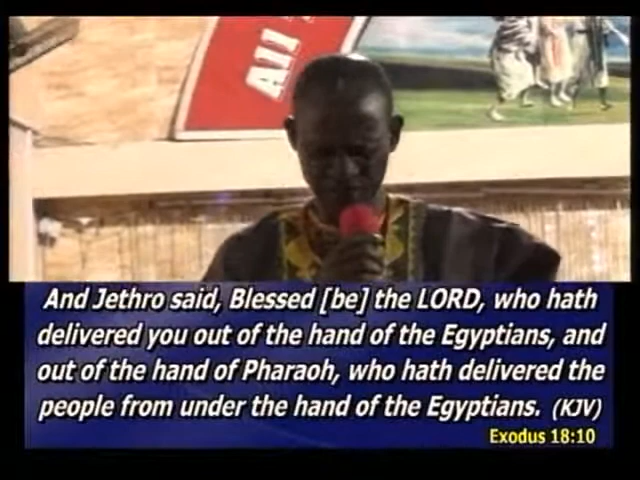 All
And Jethro said, Blessed [be] the LORD, who hath
delivered you out of the hand of the Egyptians, and
out of the hand of Pharaoh, who hath delivered the
people from under the hand of the Egyptians. (KJV)
Exodus 18:10